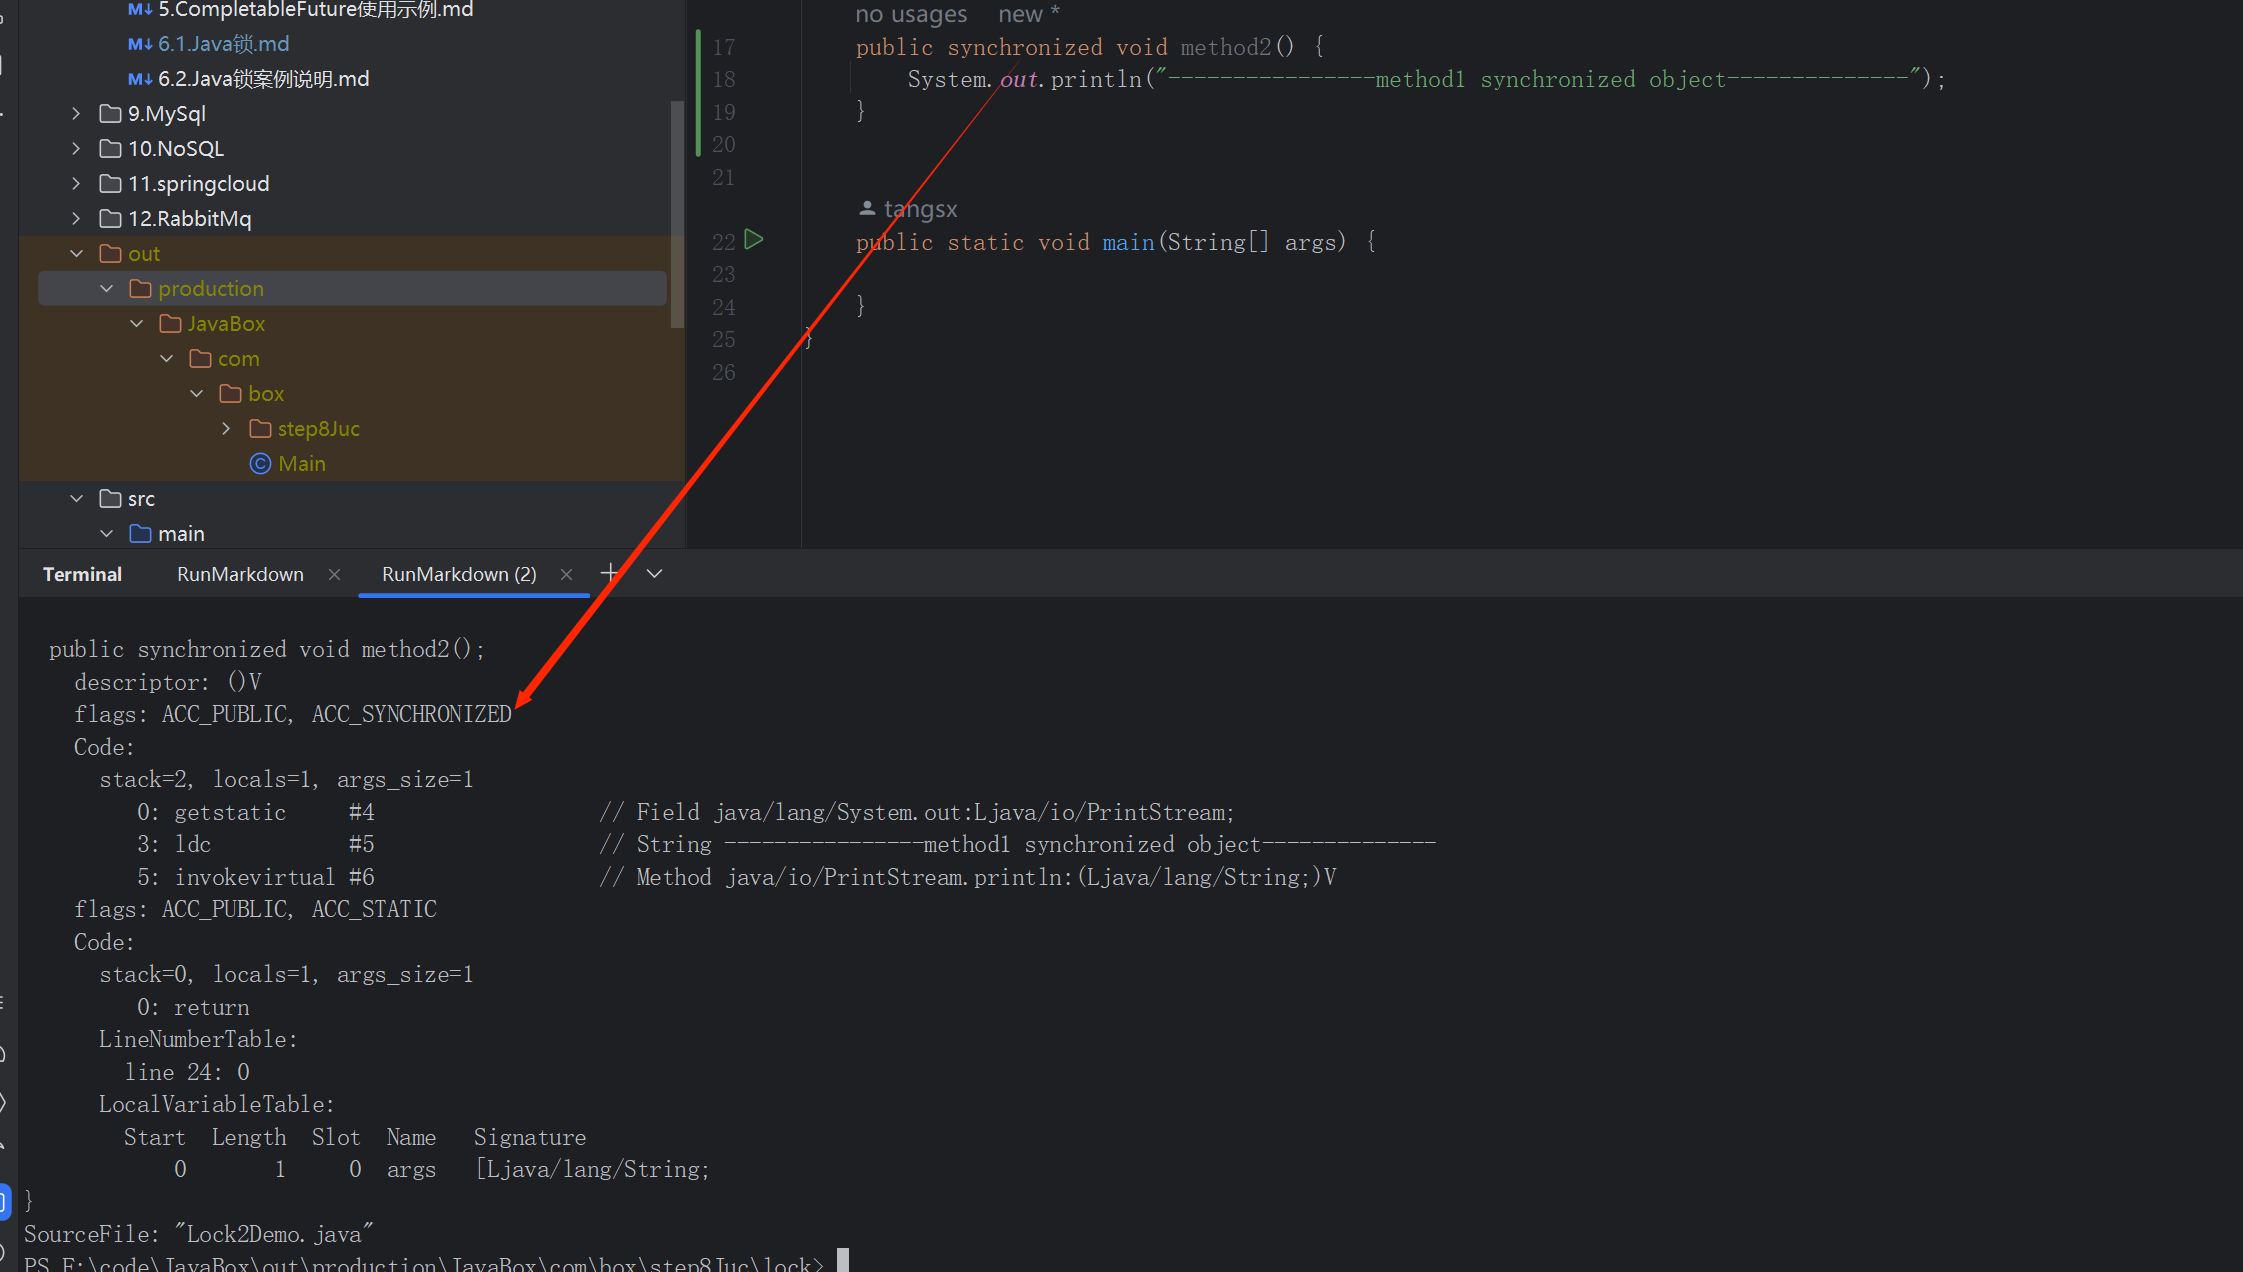 M↓ 5.CompletableFuture使用示例.md
M↓ 6.1.Java锁.md
M↓ 6.2.Java锁案例说明.md
9.MySql
10.NoSQL
11.springcloud
12.RabbitMq
out
production
JavaBox
com
box
step8Juc
Main
src
main
no usages new *
17 public synchronized void method2() {
18 System.out.println("----------------method1 synchronized object--------------");
19 }
20
21
tangsx
22 public static void main(String[] args) {
23
24 }
25 }
26
Terminal RunMarkdown RunMarkdown (2)
public synchronized void method2();
descriptor: ()V
flags: ACC_PUBLIC, ACC_SYNCHRONIZED
Code:
stack=2, locals=1, args_size=1
0: getstatic #4 // Field java/lang/System.out:Ljava/io/PrintStream;
3: ldc #5 // String ----------------method1 synchronized object--------------
5: invokevirtual #6 // Method java/io/PrintStream.println:(Ljava/lang/String;)V
flags: ACC_PUBLIC, ACC_STATIC
Code:
stack=0, locals=1, args_size=1
0: return
LineNumberTable:
line 24: 0
LocalVariableTable:
Start Length Slot Name Signature
0 1 0 args [Ljava/lang/String;
}
SourceFile: "Lock2Demo.java"
PS F:\code\JavaBox\out\production\JavaBox\com\box\step8Juc\lock>